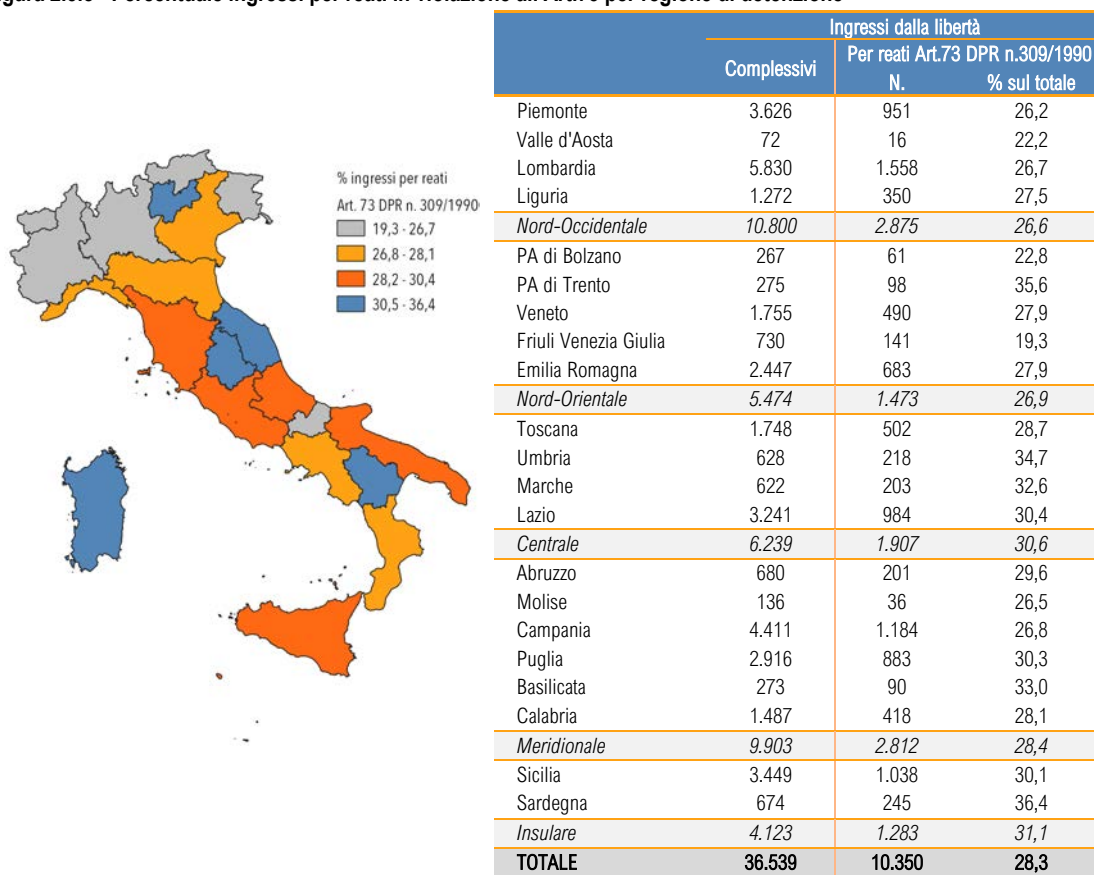 % ingressi per reati
Art. 73 DPR n. 309/1990
19,3 - 26,7
26,8 - 28,1
28,2 - 30,4
30,5 - 36,4
Ingressi dalla libertà
Complessivi Per reati Art.73 DPR n.309/1990
N. % sul totale
Piemonte 3.626 951 26,2
Valle d'Aosta 72 16 22,2
Lombardia 5.830 1.558 26,7
Liguria 1.272 350 27,5
Nord-Occidentale 10.800 2.875 26,6
PA di Bolzano 267 61 22,8
PA di Trento 275 98 35,6
Veneto 1.755 490 27,9
Friuli Venezia Giulia 730 141 19,3
Emilia Romagna 2.447 683 27,9
Nord-Orientale 5.474 1.473 26,9
Toscana 1.748 502 28,7
Umbria 628 218 34,7
Marche 622 203 32,6
Lazio 3.241 984 30,4
Centrale 6.239 1.907 30,6
Abruzzo 680 201 29,6
Molise 136 36 26,5
Campania 4.411 1.184 26,8
Puglia 2.916 883 30,3
Basilicata 273 90 33,0
Calabria 1.487 418 28,1
Meridionale 9.903 2.812 28,4
Sicilia 3.449 1.038 30,1
Sardegna 674 245 36,4
Insulare 4.123 1.283 31,1
TOTALE 36.539 10.350 28,3